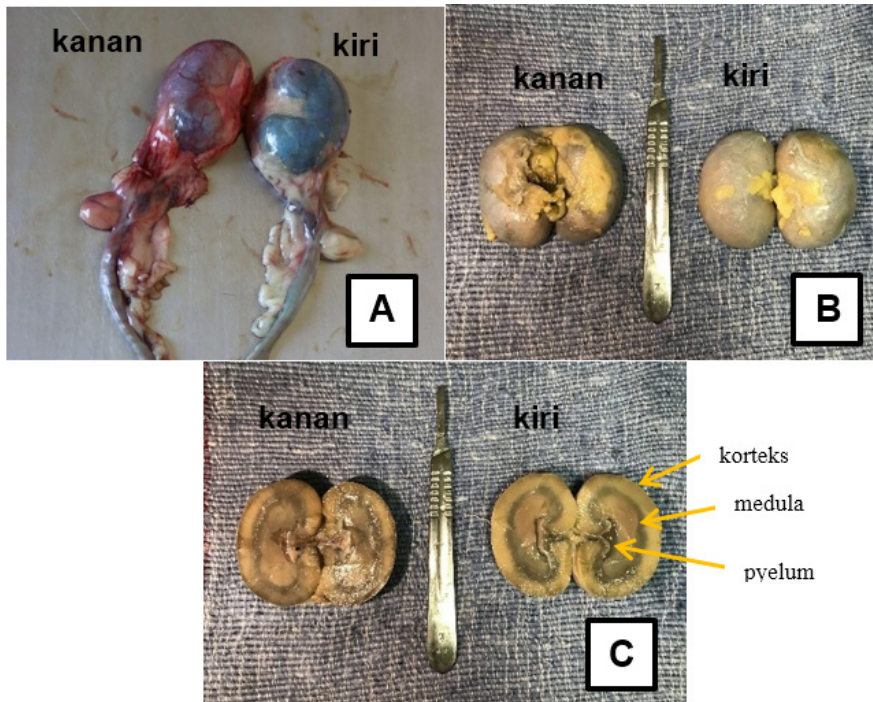 kanan
kiri
A
kanan
kiri
B
kanan
kiri
korteks
medula
pyelum
C